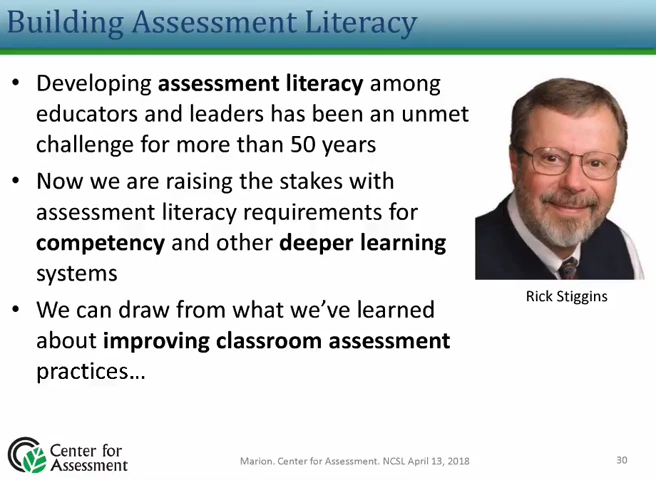 Building Assessment Literacy
• Developing assessment literacy among
educators and leaders has been an unmet
challenge for more than 50 years
• Now we are raising the stakes with
assessment literacy requirements for
competency and other deeper learning
systems
• We can draw from what we’ve learned
about improving classroom assessment
practices…
Rick Stiggins
Center for
Assessment
Marion. Center for Assessment. NCSL April 13, 2018
30